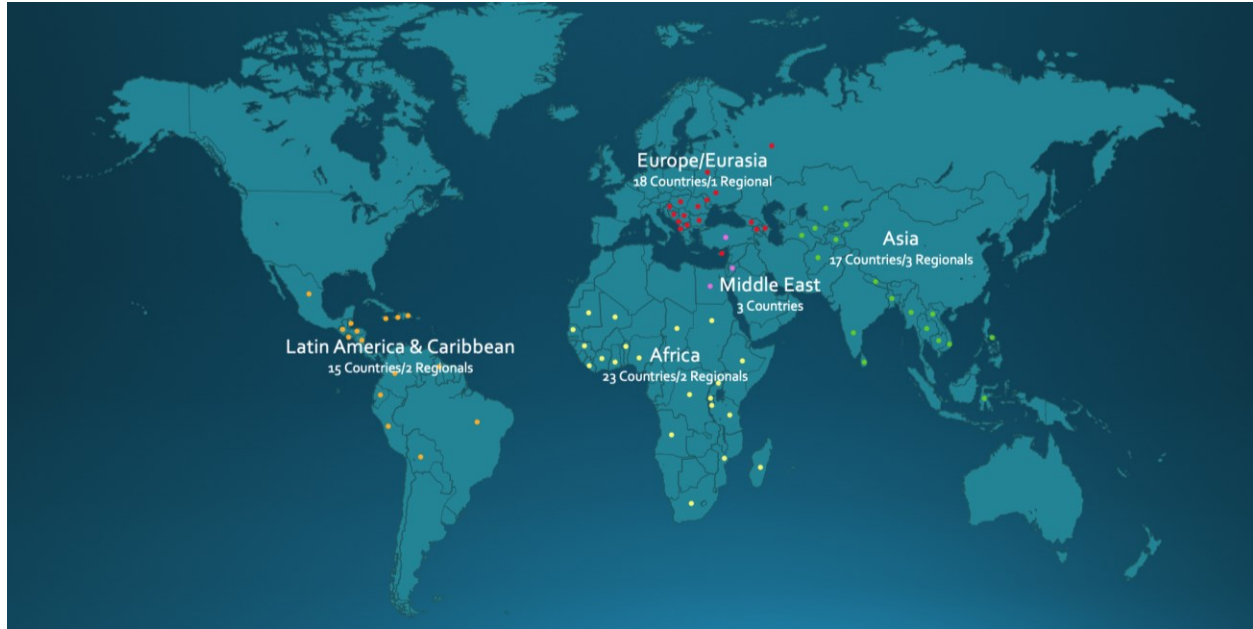 Europe/Eurasia
18 Countries/1 Regional
Asia
17 Countries/3 Regionals
Middle East
3 Countries
Latin America & Caribbean
15 Countries/2 Regionals
Africa
23 Countries/2 Regionals